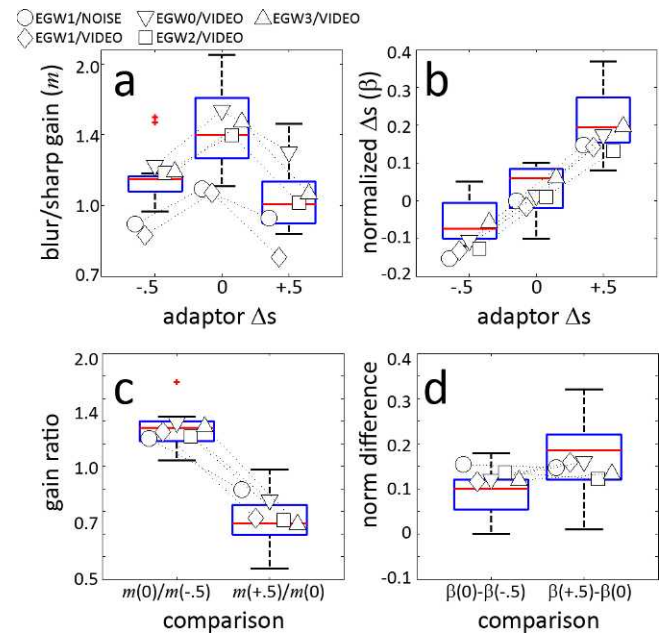 EGW1/NOISE EGW0/VIDEO EGW3/VIDEO
EGW1/VIDEO EGW2/VIDEO
a
blur/sharp gain (m)
2.0
1.4
1.0
0.7
-.5 0 +.5
adaptor Δs
b
normalized Δs (β)
0.4
0.3
0.2
0.1
0
-0.1
-0.2
-.5 0 +.5
adaptor Δs
c
gain ratio
2.0
1.4
1.0
0.7
0.5
m(0)/m(-.5) m(+.5)/m(0)
comparison
d
norm difference
0.4
0.3
0.2
0.1
0
-0.1
β(0)-β(-.5) β(+.5)-β(0)
comparison